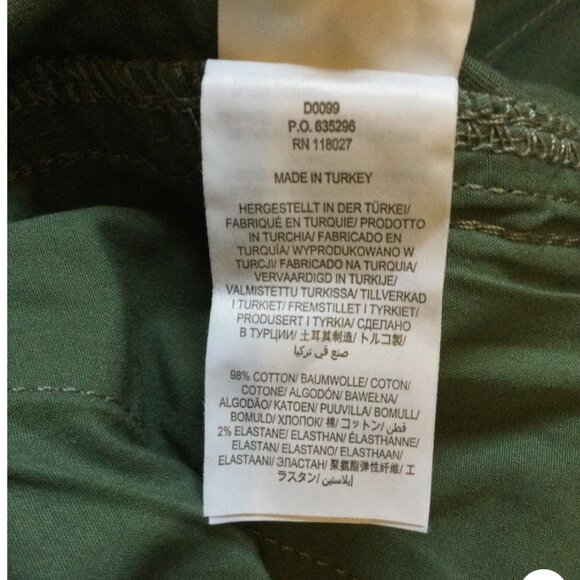 D0099
P.O. 635296
RN 118027
MADE IN TURKEY
HERGESTELLT IN DER TÜRKEI/
FABRIQUÉ EN TURQUIE/ PRODOTTO
IN TURCHIA/ FABRICADO EN
TURQUÍA/ WYPRODUKOWANO W
TURCJI/ FABRICADO NA TURQUIA/
VERVAARDIGD IN TURKIJE/
VALMISTETTU TURKISSA/ TILLVERKAD
I TURKIET/ FREMSTILLET I TYRKIET/
PRODUSERT I TYRKIA/ СДЕЛАНО
В ТУРЦИИ/ 土耳其制造/ トルコ製/
صنع في تركيا
98% COTTON/ BAUMWOLLE/ COTON/
COTONE/ ALGODÓN/ BAWEŁNA/
ALGODÃO/ KATOEN/ PUUVILLA/ BOMULL/
BOMULD/ ХЛОПОК/ 棉/ コットン/ قطن/
2% ELASTANE/ ELASTHAN/ ÉLASTHANNE/
ELASTAN/ ELASTANO/ ELASTHAAN/
ELASTAANI/ ЭЛАСТАН/ 聚氨酯弹性纤维/ エ
ラスタン/ إيلاستين/